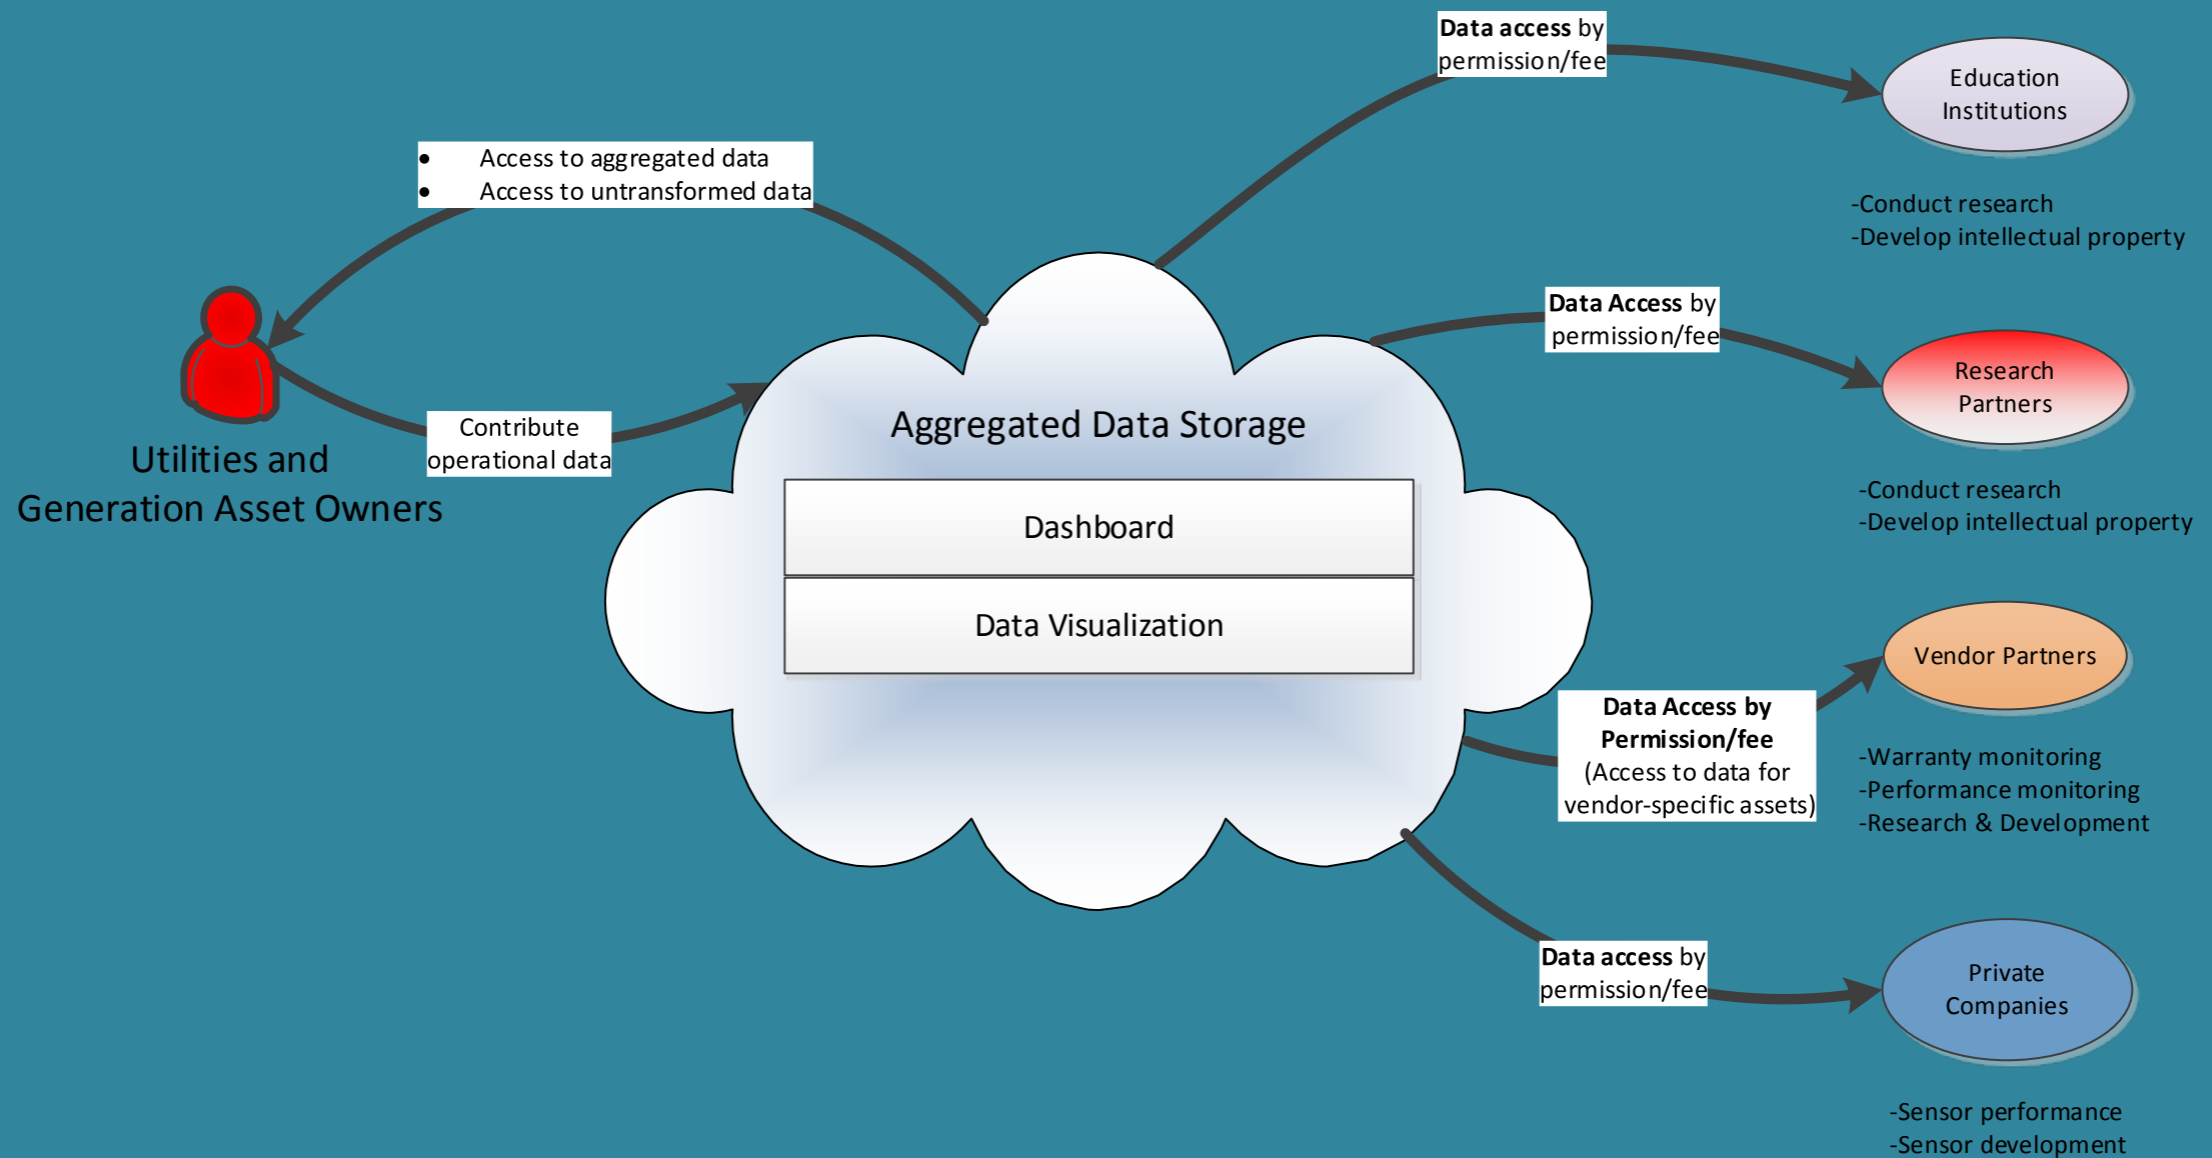 Data access by
permission/fee
Education
Institutions
-Conduct research
-Develop intellectual property
• Access to aggregated data
• Access to untransformed data
Data Access by
permission/fee
Research
Partners
-Conduct research
-Develop intellectual property
Utilities and
Generation Asset Owners
Contribute
operational data
Aggregated Data Storage
Dashboard
Data Visualization
Data Access by
Permission/fee
(Access to data for
vendor-specific assets)
Vendor Partners
-Warranty monitoring
-Performance monitoring
-Research & Development
Data access by
permission/fee
Private
Companies
-Sensor performance
-Sensor development